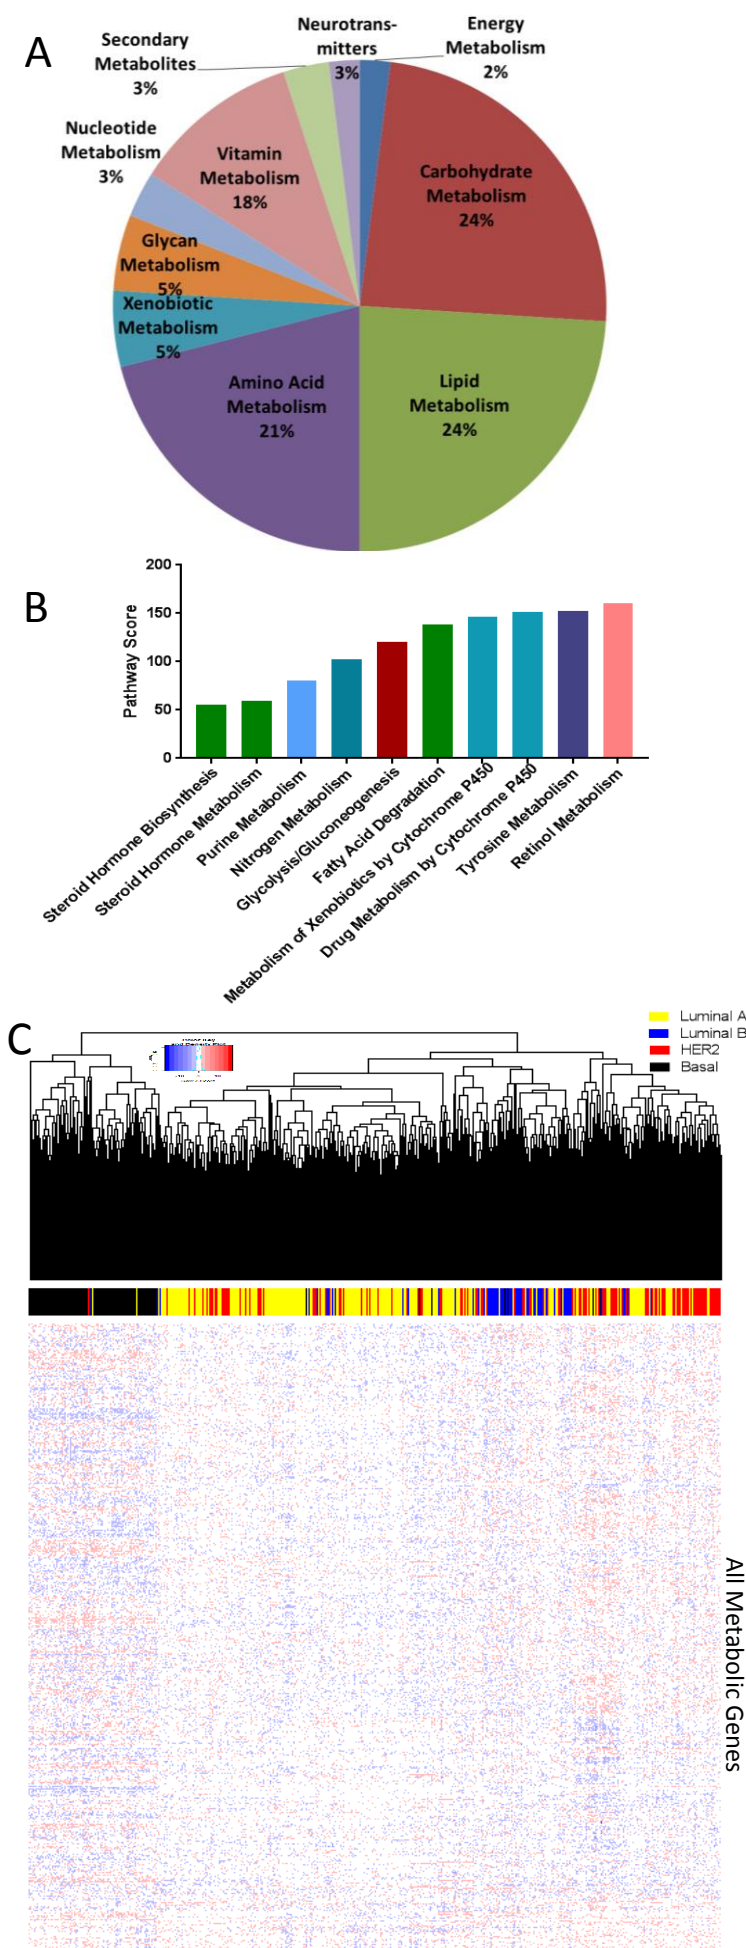 A
Secondary
Metabolites
3%
Neurotrans-
mitters
3%
Energy
Metabolism
2%
Nucleotide
Metabolism
3%
Vitamin
Metabolism
18%
Carbohydrate
Metabolism
24%
Glycan
Metabolism
5%
Xenobiotic
Metabolism
5%
Amino Acid
Metabolism
21%
Lipid
Metabolism
24%
B
Pathway Score
200
150
100
50
0
Steroid Hormone Biosynthesis
Steroid Hormone Metabolism
Purine Metabolism
Nitrogen Metabolism
Glycolysis/Gluconeogenesis
Fatty Acid Degradation
Metabolism of Xenobiotics by Cytochrome P450
Drug Metabolism by Cytochrome P450
Tyrosine Metabolism
Retinol Metabolism
C
Luminal A
Luminal B
HER2
Basal
All Metabolic Genes